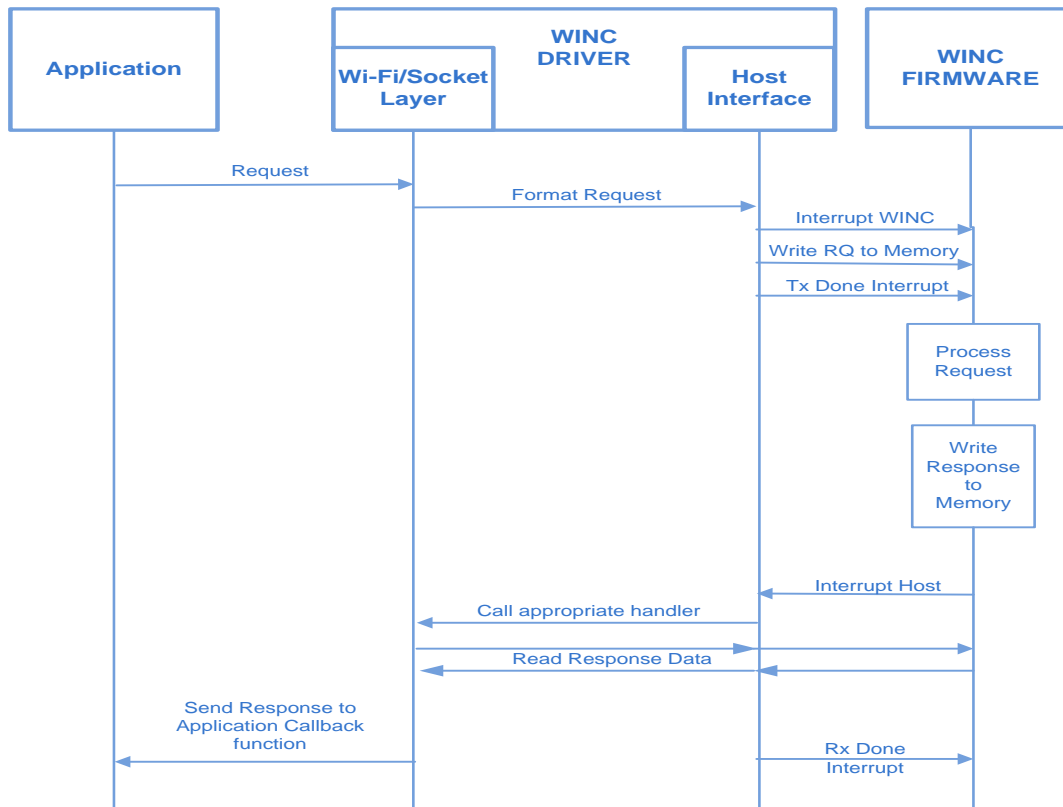 Application
WINC
DRIVER
Wi-Fi/Socket
Layer
Host
Interface
WINC
FIRMWARE
Request
Format Request
Interrupt WINC
Write RQ to Memory
Tx Done Interrupt
Process
Request
Write
Response
to
Memory
Interrupt Host
Call appropriate handler
Read Response Data
Send Response to
Application Callback
function
Rx Done
Interrupt